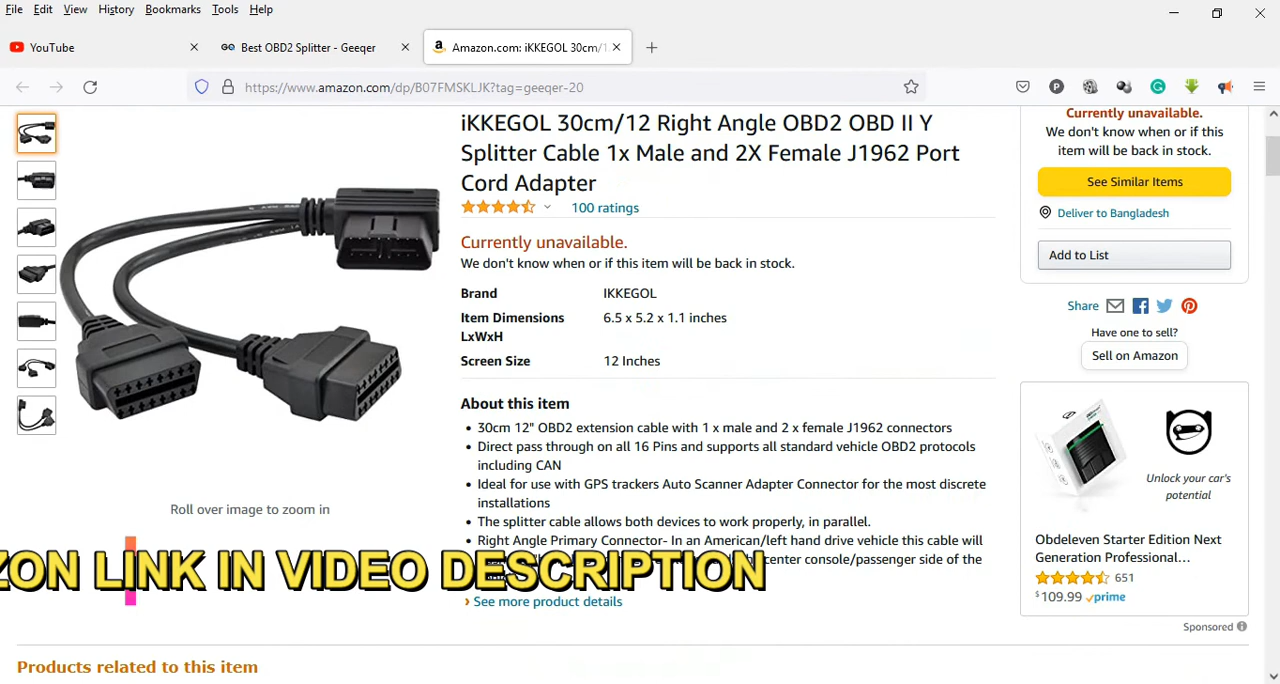 File Edit View History Bookmarks Tools Help
YouTube
GQ Best OBD2 Splitter - Geeqer
Amazon.com: iKKEGOL 30cm/1
https://www.amazon.com/dp/B07FMSKLJK?tag=geeqer-20
iKKEGOL 30cm/12 Right Angle OBD2 OBD II Y
Splitter Cable 1x Male and 2X Female J1962 Port
Cord Adapter
100 ratings
Currently unavailable.
We don't know when or if this item will be back in stock.
Brand IKKEGOL
Item Dimensions 6.5 x 5.2 x 1.1 inches
LxWxH
Screen Size 12 Inches
About this item
• 30cm 12" OBD2 extension cable with 1 x male and 2 x female J1962 connectors
• Direct pass through on all 16 Pins and supports all standard vehicle OBD2 protocols
including CAN
• Ideal for use with GPS trackers Auto Scanner Adapter Connector for the most discrete
installations
• The splitter cable allows both devices to work properly, in parallel.
• Right Angle Primary Connector- In an American/left hand drive vehicle this cable will
center console/passenger side of the
› See more product details
Roll over image to zoom in
ZON LINK IN VIDEO DESCRIPTION
Products related to this item
Currently unavailable.
We don't know when or if this
item will be back in stock.
See Similar Items
Deliver to Bangladesh
Add to List
Share
Have one to sell?
Sell on Amazon
Unlock your car's
potential
Obdeleven Starter Edition Next
Generation Professional...
651
$109.99 prime
Sponsored